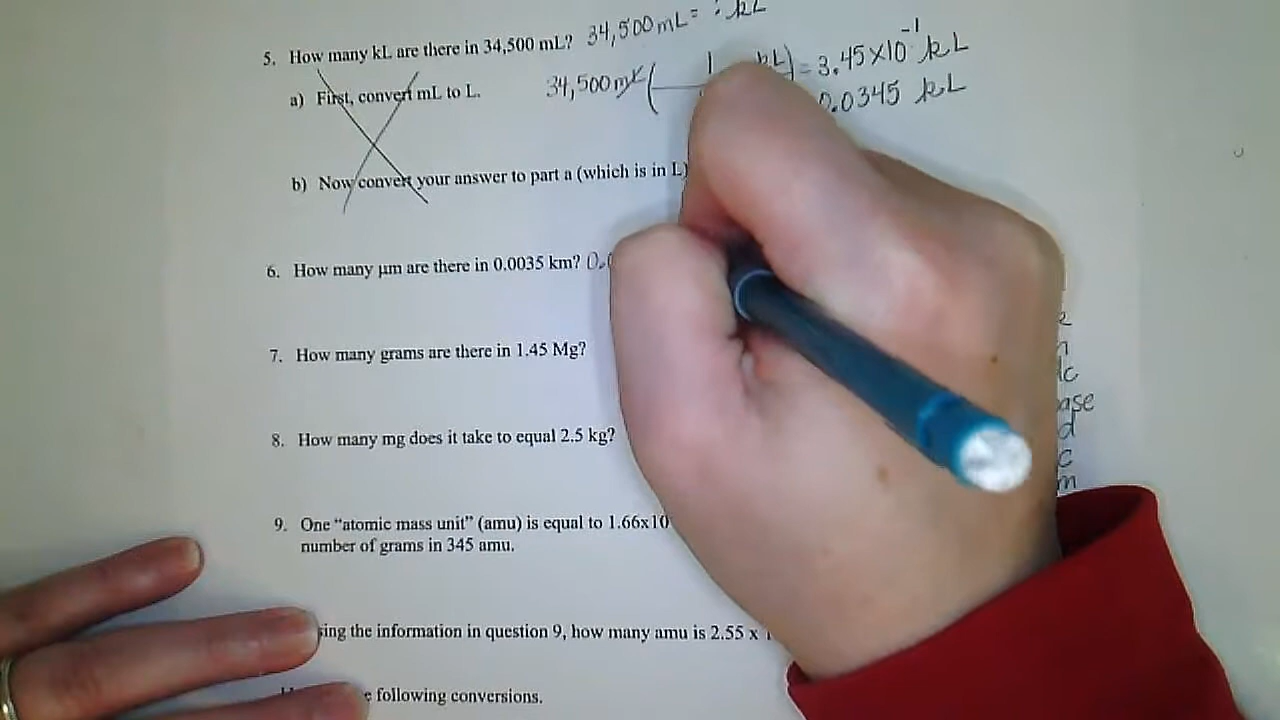 5. How many kL are there in 34,500 mL? 34,500 mL = ? kL
a) First, convert mL to L. 34,500 mL ( 1 kL ) = 3.45 x 10^-1 kL
0.0345 kL
b) Now convert your answer to part a (which is in L)
6. How many µm are there in 0.0035 km? 0.0
7. How many grams are there in 1.45 Mg?
8. How many mg does it take to equal 2.5 kg?
9. One “atomic mass unit” (amu) is equal to 1.66x10
number of grams in 345 amu.
sing the information in question 9, how many amu is 2.55 x 1
following conversions.
k
h
dc
base
d
c
m